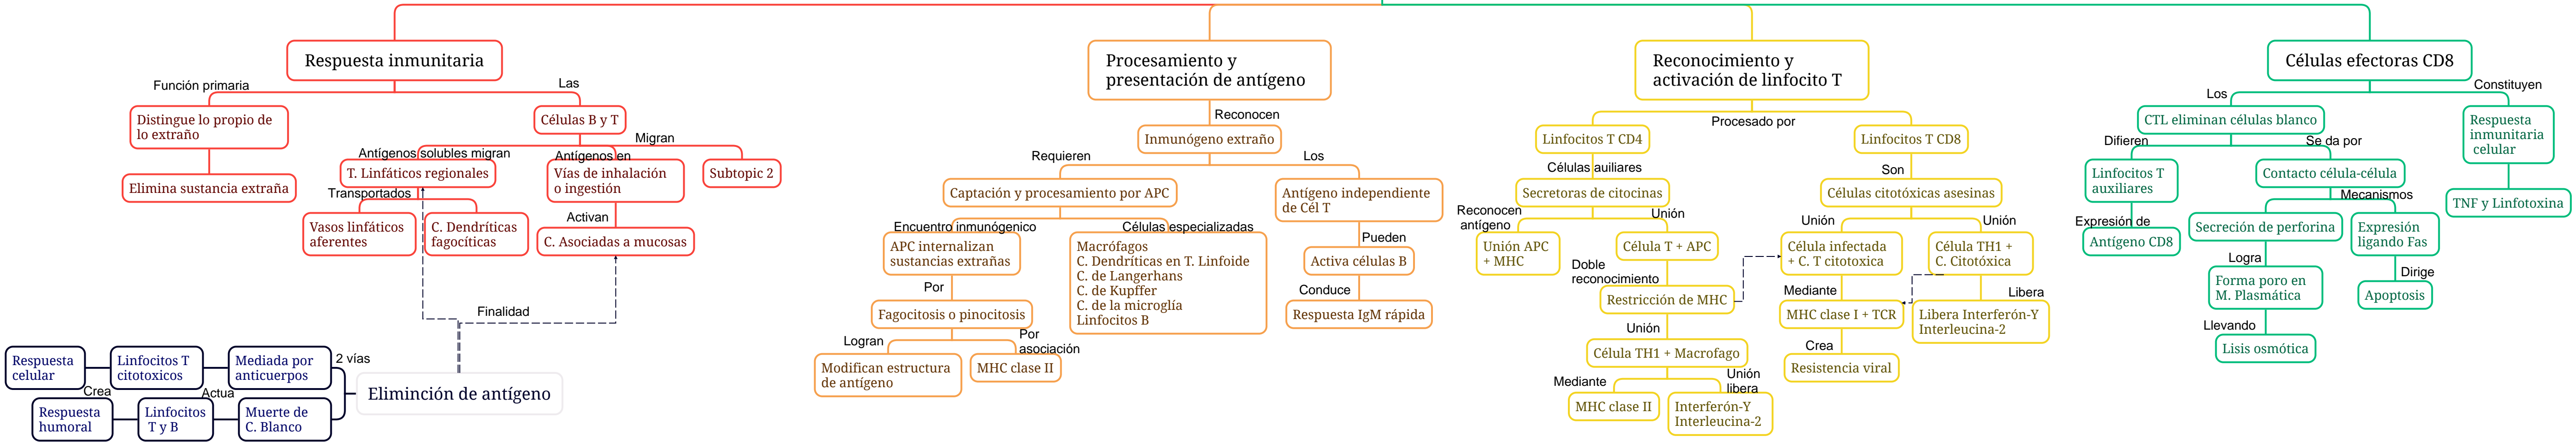 Respuesta inmunitaria
Función primaria
Las
Distingue lo propio de
lo extraño
Elimina sustancia extraña
Células B y T
Migran
Antígenos solubles migran
T. Linfáticos regionales
Transportados
Vasos linfáticos
aferentes
C. Dendríticas
fagocíticas
Antígenos en
Vías de inhalación
o ingestión
Activan
C. Asociadas a mucosas
Subtopic 2
Finalidad
Eliminción de antígeno
2 vías
Mediada por
anticuerpos
Linfocitos T
citotoxicos
Respuesta
celular
Crea
Actua
Muerte de
C. Blanco
Linfocitos
T y B
Respuesta
humoral
Procesamiento y
presentación de antígeno
Reconocen
Inmunógeno extraño
Requieren
Los
Captación y procesamiento por APC
Encuentro inmunógenico
APC internalizan
sustancias extrañas
Por
Fagocitosis o pinocitosis
Logran
Modifican estructura
de antígeno
Por
asociación
MHC clase II
Células especializadas
Macrófagos
C. Dendríticas en T. Linfoide
C. de Langerhans
C. de Kupffer
C. de la microglía
Linfocitos B
Antígeno independiente
de Cél T
Pueden
Activa células B
Conduce
Respuesta IgM rápida
Reconocimiento y
activación de linfocito T
Procesado por
Linfocitos T CD4
Células auiliares
Secretoras de citocinas
Reconocen
antígeno
Unión APC
+ MHC
Unión
Célula T + APC
Doble
reconocimiento
Restricción de MHC
Unión
Célula TH1 + Macrofago
Mediante
MHC clase II
Unión
libera
Interferón-Y
Interleucina-2
Linfocitos T CD8
Son
Células citotóxicas asesinas
Unión
Célula infectada
+ C. T citotoxica
Mediante
MHC clase I + TCR
Crea
Resistencia viral
Unión
Célula TH1 +
C. Citotóxica
Libera
Libera Interferón-Y
Interleucina-2
Células efectoras CD8
Los
Constituyen
CTL eliminan células blanco
Difieren
Linfocitos T
auxiliares
Expresión de
Antígeno CD8
Se da por
Contacto célula-célula
Mecanismos
Secreción de perforina
Logra
Forma poro en
M. Plasmática
Llevando
Lisis osmótica
Expresión
ligando Fas
Dirige
Apoptosis
Respuesta
inmunitaria
celular
TNF y Linfotoxina